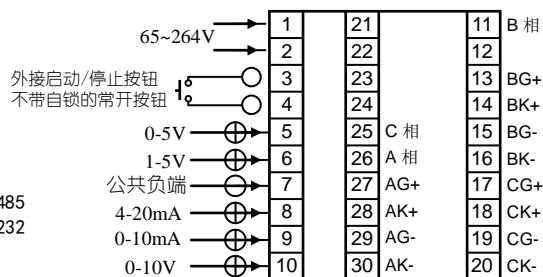 1 21 11 B 相
65~264V
2 22 12
外接启动/停止按钮 3 23 13 BG+
不带自锁的常开按钮 4 24 14 BK+
0-5V 5 25 C 相 15 BG-
1-5V 6 26 A 相 16 BK-
公共负端 7 27 AG+ 17 CG+
485
4-20mA 8 28 AK+ 18 CK+
232
0-10mA 9 29 AG- 19 CG-
0-10V 10 30 AK- 20 CK-